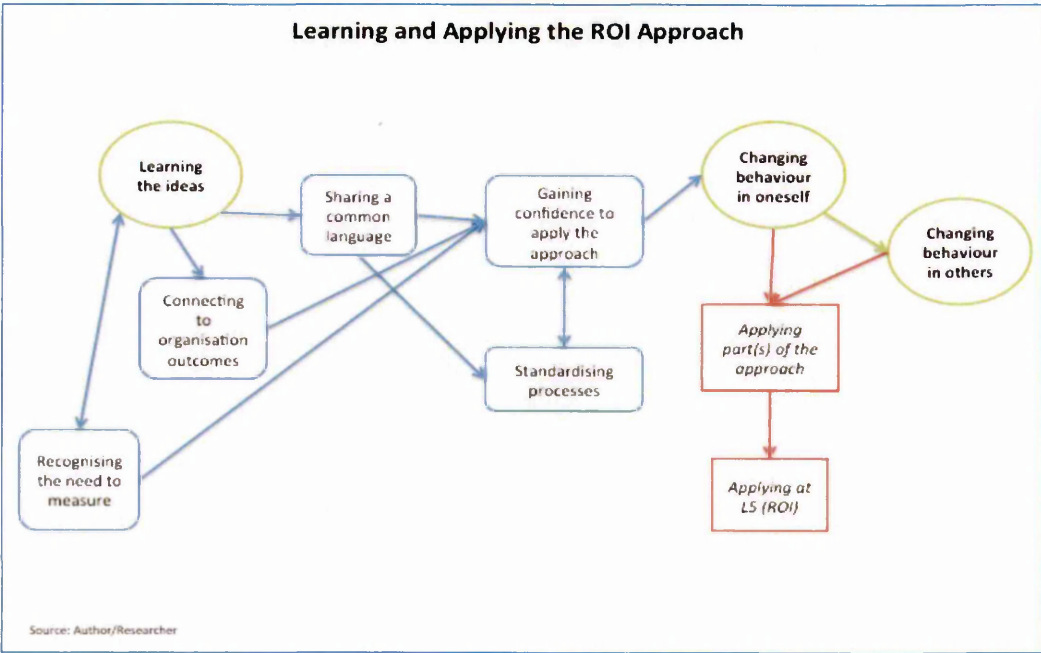 Learning and Applying the ROI Approach
Learning
the ideas
Sharing a
common
language
Gaining
confidence to
apply the
approach
Changing
behaviour
in oneself
Changing
behaviour
in others
Connecting
to
organisation
outcomes
Standardising
processes
Applying
part(s) of the
approach
Recognising
the need to
measure
Applying at
L5 (ROI)
Source: Author/Researcher